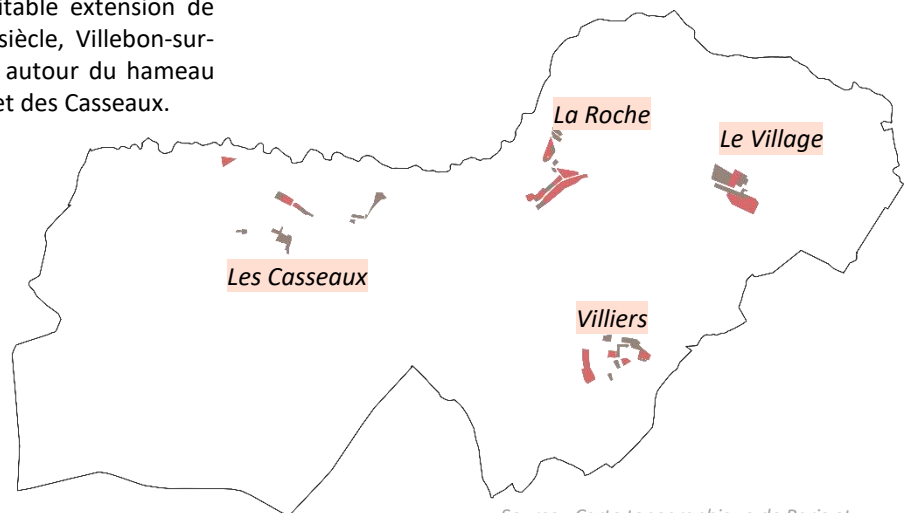 itable extension de
siècle, Villebon-sur-
autour du hameau
et des Casseaux.
La Roche
Le Village
Les Casseaux
Villiers